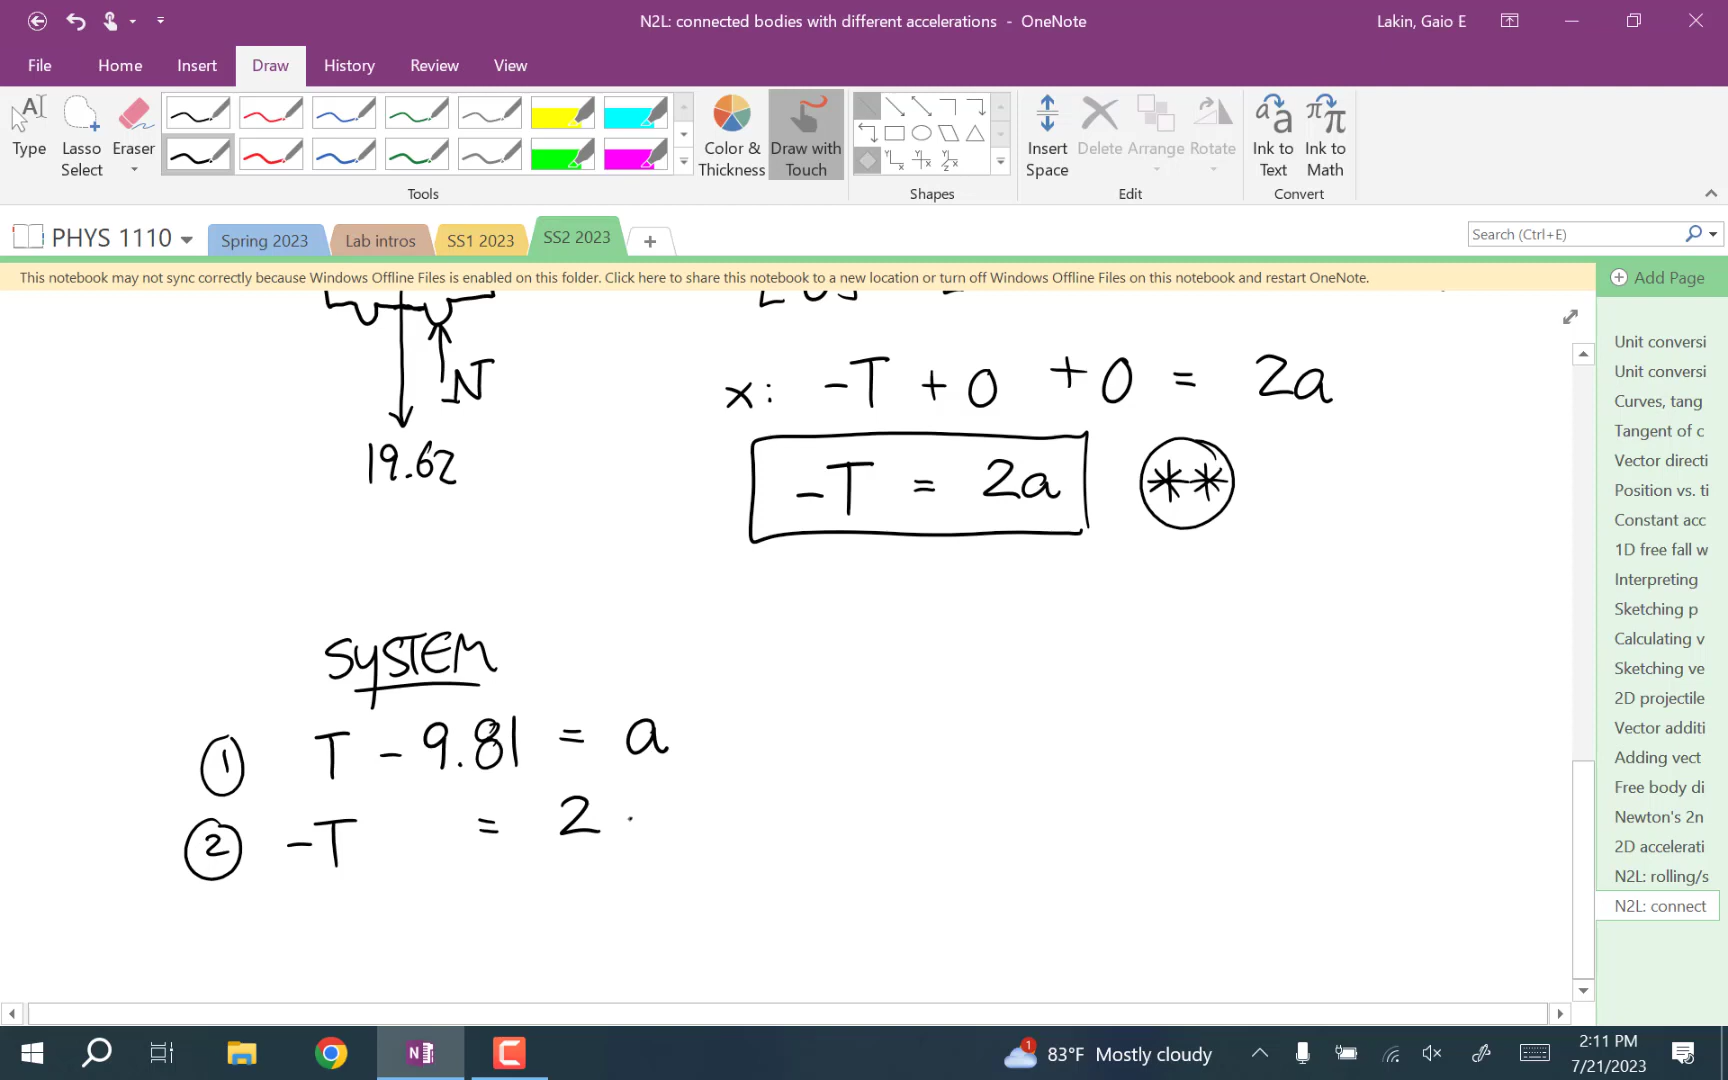 N2L: connected bodies with different accelerations - OneNote
Lakin, Gaio E
File Home Insert Draw History Review View
Type
Lasso Select
Eraser
Color & Thickness
Draw with Touch
Insert Space
Delete
Arrange
Rotate
Ink to Text
Ink to Math
Tools
Shapes
Edit
Convert
PHYS 1110
Spring 2023
Lab intros
SS1 2023
SS2 2023
Search (Ctrl+E)
This notebook may not sync correctly because Windows Offline Files is enabled on this folder. Click here to share this notebook to a new location or turn off Windows Offline Files on this notebook and restart OneNote.
Add Page
Unit conversi
Unit conversi
Curves, tang
Tangent of c
Vector directi
Position vs. ti
Constant acc
1D free fall w
Interpreting
Sketching p
Calculating v
Sketching ve
2D projectile
Vector additi
Adding vect
Free body di
Newton's 2n
2D accelerati
N2L: rolling/s
N2L: connect
N
19.62
x: -T + 0 + 0 = 2a
-T = 2a **
SYSTEM
1 T - 9.81 = a
2 -T = 2
83°F Mostly cloudy
2:11 PM
7/21/2023